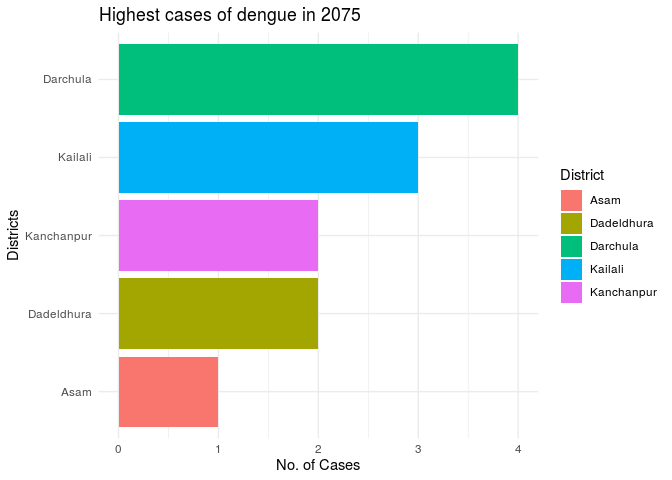 Highest cases of dengue in 2075
Darchula
Kailali
Kanchanpur
Dadeldhura
Asam
Districts
0 1 2 3 4
No. of Cases
District
Asam
Dadeldhura
Darchula
Kailali
Kanchanpur